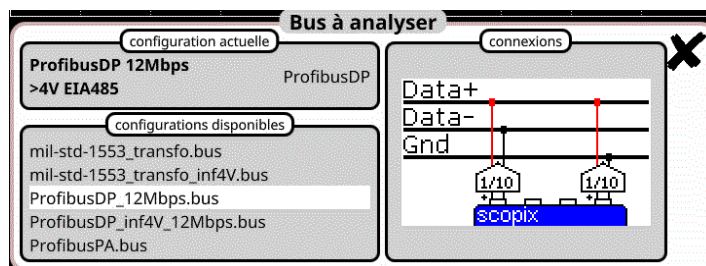 Bus à analyser
configuration actuelle
ProfibusDP 12Mbps
>4V EIA485
ProfibusDP
configurations disponibles
mil-std-1553_transfo.bus
mil-std-1553_transfo_inf4V.bus
ProfibusDP_12Mbps.bus
ProfibusDP_inf4V_12Mbps.bus
ProfibusPA.bus
connexions
Data+
Data-
Gnd
1/10 1/10
+ +
scopix